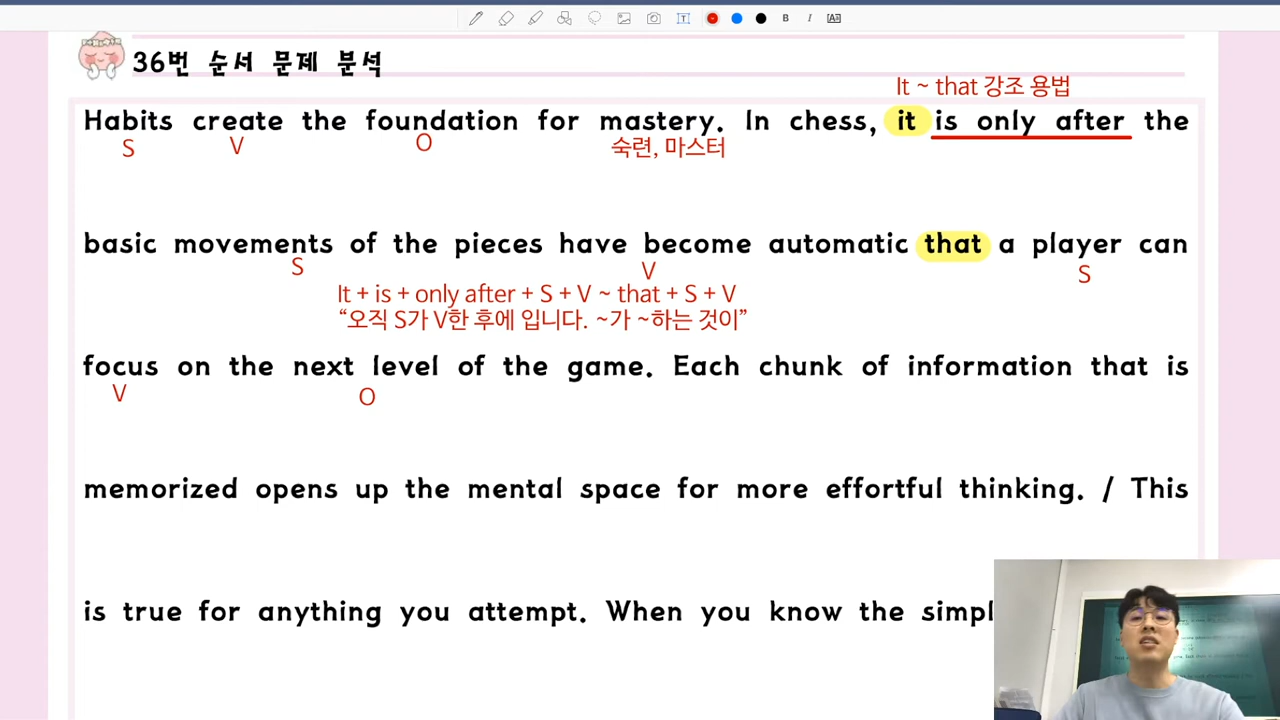 36번 순서 문제 분석
It ~ that 강조 용법
Habits create the foundation for mastery. In chess, it is only after the
S V O 숙련, 마스터
basic movements of the pieces have become automatic that a player can
S V S
It + is + only after + S + V ~ that + S + V
“오직 S가 V한 후에 입니다. ~가 ~하는 것이”
focus on the next level of the game. Each chunk of information that is
V O
memorized opens up the mental space for more effortful thinking. / This
is true for anything you attempt. When you know the simpl